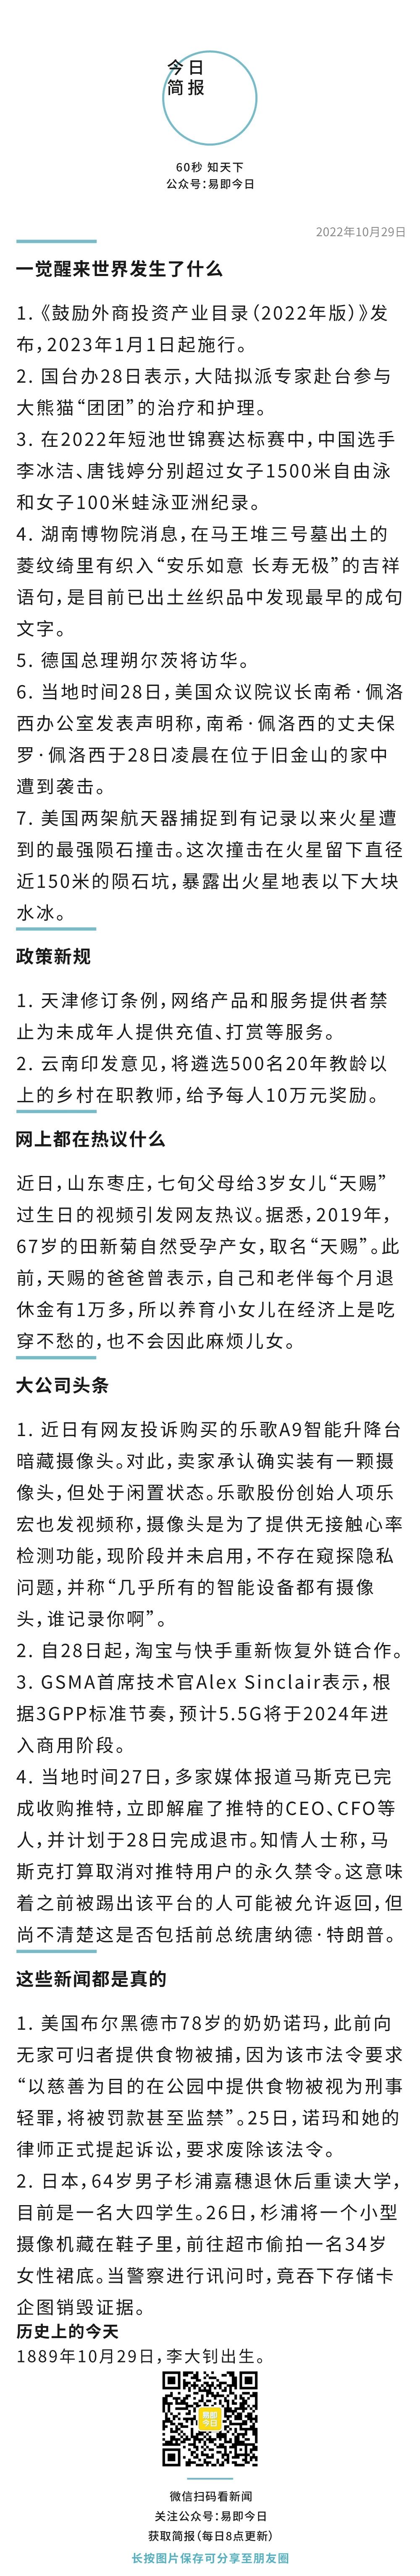 今日
简报
60秒 知天下
公众号：易即今日
2022年10月29日
一觉醒来世界发生了什么
1.《鼓励外商投资产业目录（2022年版）》发
布，2023年1月1日起施行。
2. 国台办28日表示，大陆拟派专家赴台参与
大熊猫“团团”的治疗和护理。
3. 在2022年短池世锦赛达标赛中，中国选手
李冰洁、唐钱婷分别超过女子1500米自由泳
和女子100米蛙泳亚洲纪录。
4. 湖南博物院消息，在马王堆三号墓出土的
菱纹绮里有织入“安乐如意 长寿无极”的吉祥
语句，是目前已出土丝织品中发现最早的成句
文字。
5. 德国总理朔尔茨将访华。
6. 当地时间28日，美国众议院议长南希·佩洛
西办公室发表声明称，南希·佩洛西的丈夫保
罗·佩洛西于28日凌晨在位于旧金山的家中
遭到袭击。
7. 美国两架航天器捕捉到有记录以来火星遭
到的最强陨石撞击。这次撞击在火星留下直径
近150米的陨石坑，暴露出火星地表以下大块
水冰。
政策新规
1. 天津修订条例，网络产品和服务提供者禁
止为未成年人提供充值、打赏等服务。
2. 云南印发意见，将遴选500名20年教龄以
上的乡村在职教师，给予每人10万元奖励。
网上都在热议什么
近日，山东枣庄，七旬父母给3岁女儿“天赐”
过生日的视频引发网友热议。据悉，2019年，
67岁的田新菊自然受孕产女，取名“天赐”。此
前，天赐的爸爸曾表示，自己和老伴每个月退
休金有1万多，所以养育小女儿在经济上是吃
穿不愁的，也不会因此麻烦儿女。
大公司头条
1. 近日有网友投诉购买的乐歌A9智能升降台
暗藏摄像头。对此，卖家承认确实装有一颗摄
像头，但处于闲置状态。乐歌股份创始人项乐
宏也发视频称，摄像头是为了提供无接触心率
检测功能，现阶段并未启用，不存在窥探隐私
问题，并称“几乎所有的智能设备都有摄像
头，谁记录你啊”。
2. 自28日起，淘宝与快手重新恢复外链合作。
3. GSMA首席技术官Alex Sinclair表示，根
据3GPP标准节奏，预计5.5G将于2024年进
入商用阶段。
4. 当地时间27日，多家媒体报道马斯克已完
成收购推特，立即解雇了推特的CEO、CFO等
人，并计划于28日完成退市。知情人士称，马
斯克打算取消对推特用户的永久禁令。这意味
着之前被踢出该平台的人可能被允许返回，但
尚不清楚这是否包括前总统唐纳德·特朗普。
这些新闻都是真的
1. 美国布尔黑德市78岁的奶奶诺玛，此前向
无家可归者提供食物被捕，因为该市法令要求
“以慈善为目的在公园中提供食物被视为刑事
轻罪，将被罚款甚至监禁”。25日，诺玛和她的
律师正式提起诉讼，要求废除该法令。
2. 日本，64岁男子杉浦嘉穗退休后重读大学，
目前是一名大四学生。26日，杉浦将一个小型
摄像机藏在鞋子里，前往超市偷拍一名34岁
女性裙底。当警察进行讯问时，竟吞下存储卡
企图销毁证据。
历史上的今天
1889年10月29日，李大钊出生。
易即
今日
微信扫码看新闻
关注公众号：易即今日
获取简报（每日8点更新）
长按图片保存可分享至朋友圈